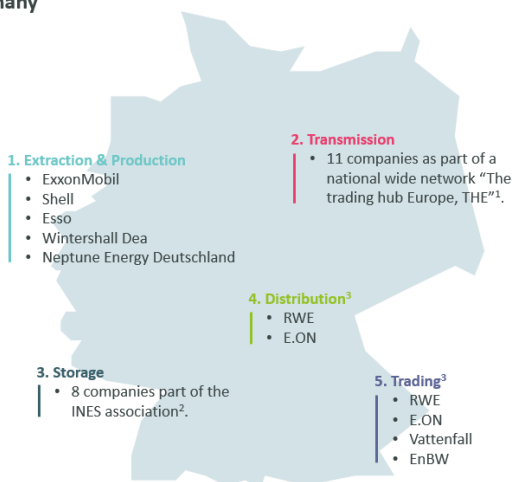 1. Extraction & Production
• ExxonMobil
• Shell
• Esso
• Wintershall Dea
• Neptune Energy Deutschland
2. Transmission
• 11 companies as part of a
national wide network “The
trading hub Europe, THE”¹.
4. Distribution³
• RWE
• E.ON
3. Storage
• 8 companies part of the
INES association².
5. Trading³
• RWE
• E.ON
• Vattenfall
• EnBW